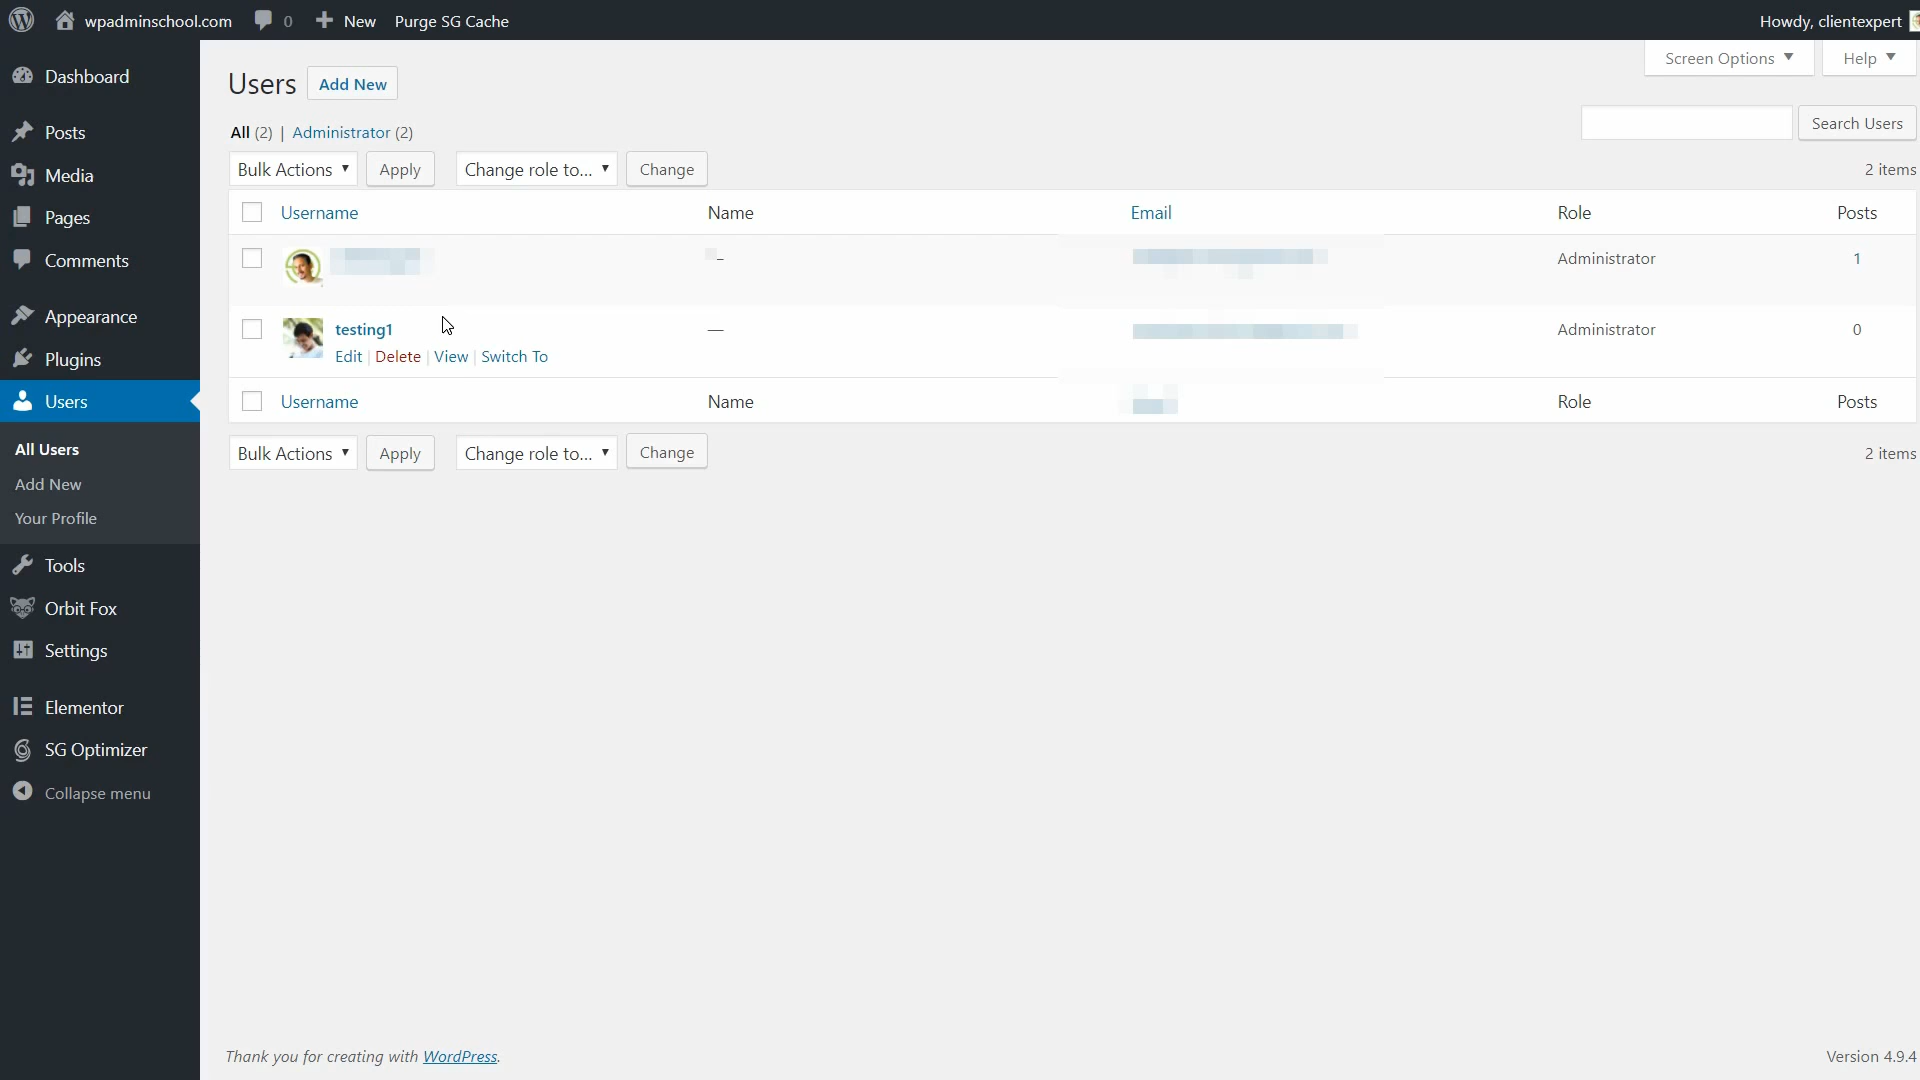 wpadminschool.com 0 New Purge SG Cache Howdy, clientexpert
Screen Options ▼ Help ▼
Users Add New
All (2) | Administrator (2)
Search Users
Bulk Actions ▼ Apply Change role to... ▼ Change 2 items
Username Name Email Role Posts
Administrator 1
testing1 — Administrator 0
Edit | Delete | View | Switch To
Username Name Role Posts
Bulk Actions ▼ Apply Change role to... ▼ Change 2 items
Dashboard
Posts
Media
Pages
Comments
Appearance
Plugins
Users
All Users
Add New
Your Profile
Tools
Orbit Fox
Settings
Elementor
SG Optimizer
Collapse menu
Thank you for creating with WordPress. Version 4.9.4